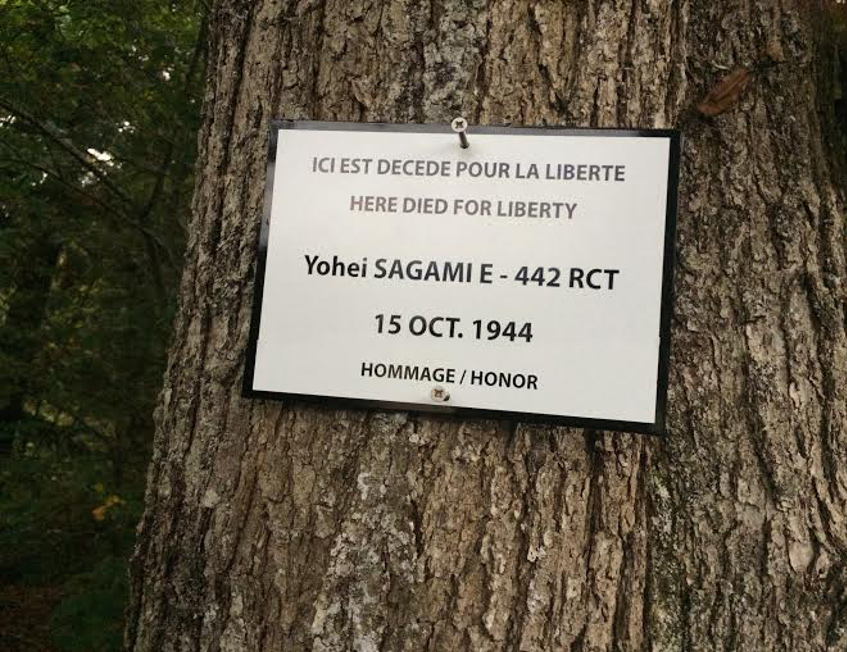 ICI EST DECEDE POUR LA LIBERTE
HERE DIED FOR LIBERTY
Yohei SAGAMI E - 442 RCT
15 OCT. 1944
HOMMAGE / HONOR